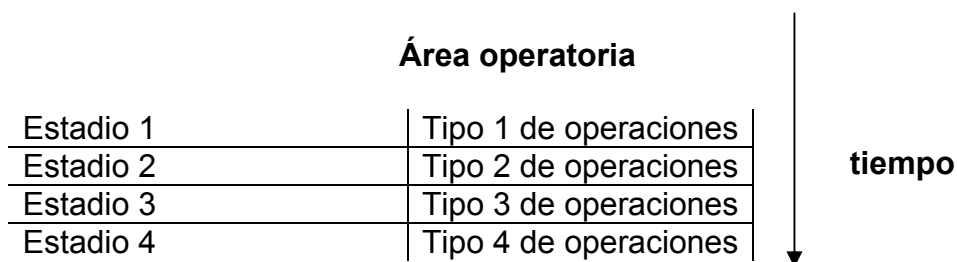 Área operatoria
Estadio 1 Tipo 1 de operaciones
Estadio 2 Tipo 2 de operaciones
Estadio 3 Tipo 3 de operaciones
Estadio 4 Tipo 4 de operaciones
tiempo